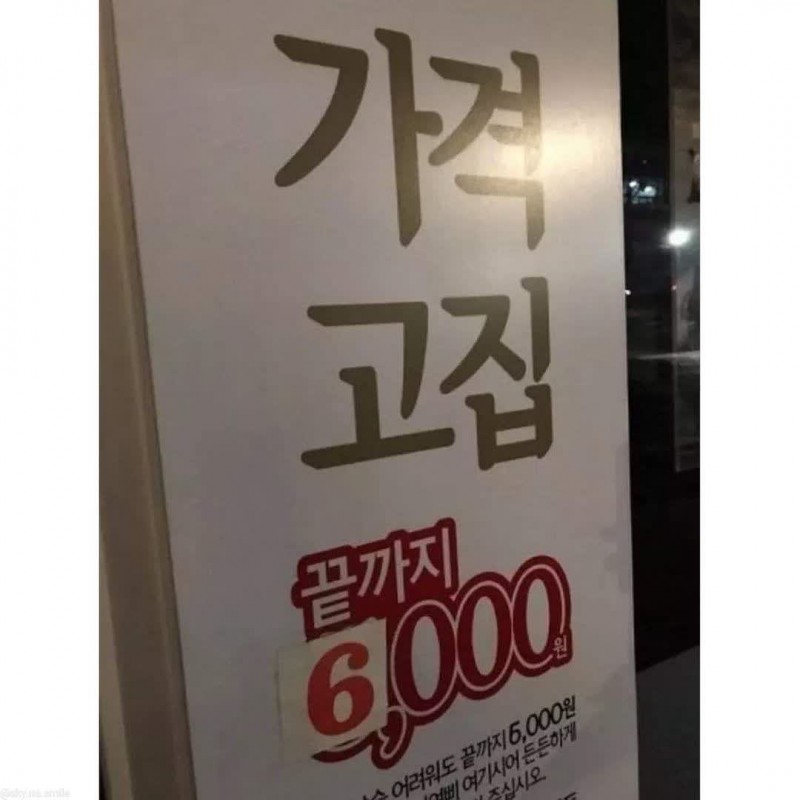 가격
고집
끝까지
6,000원
어려워도 끝까지 5,000원
여기시어 든든하게
주십시오.